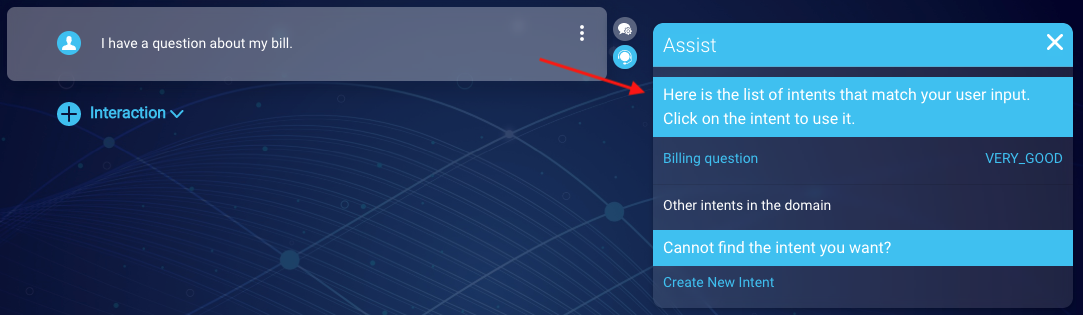 I have a question about my bill.
Interaction
Assist
Here is the list of intents that match your user input.
Click on the intent to use it.
Billing question VERY_GOOD
Other intents in the domain
Cannot find the intent you want?
Create New Intent